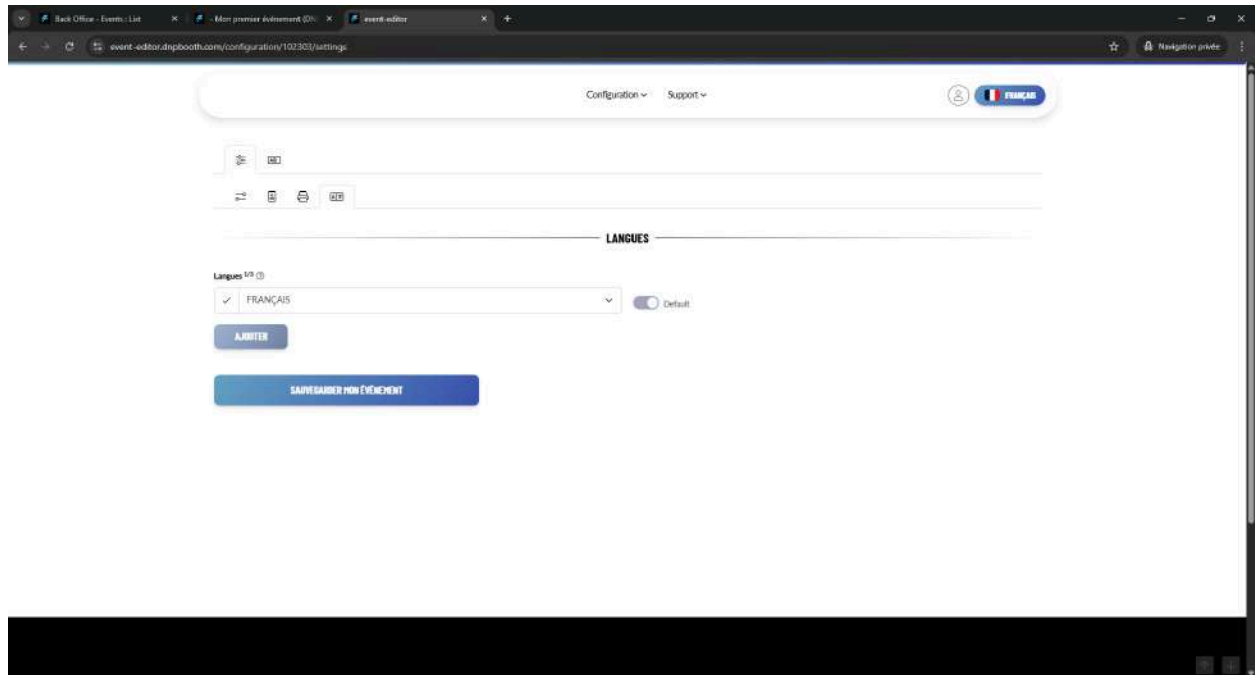 Back Office - Events : List
- Mon premier événement (DN
event-editor
event-editor.dnpbooth.com/configuration/102303/settings
Navigation privée
Configuration
Support
FRANÇAIS
LANGUES
Langues 1/3
FRANÇAIS
Default
AJOUTER
SAUVEGARDER MON ÉVÉNEMENT